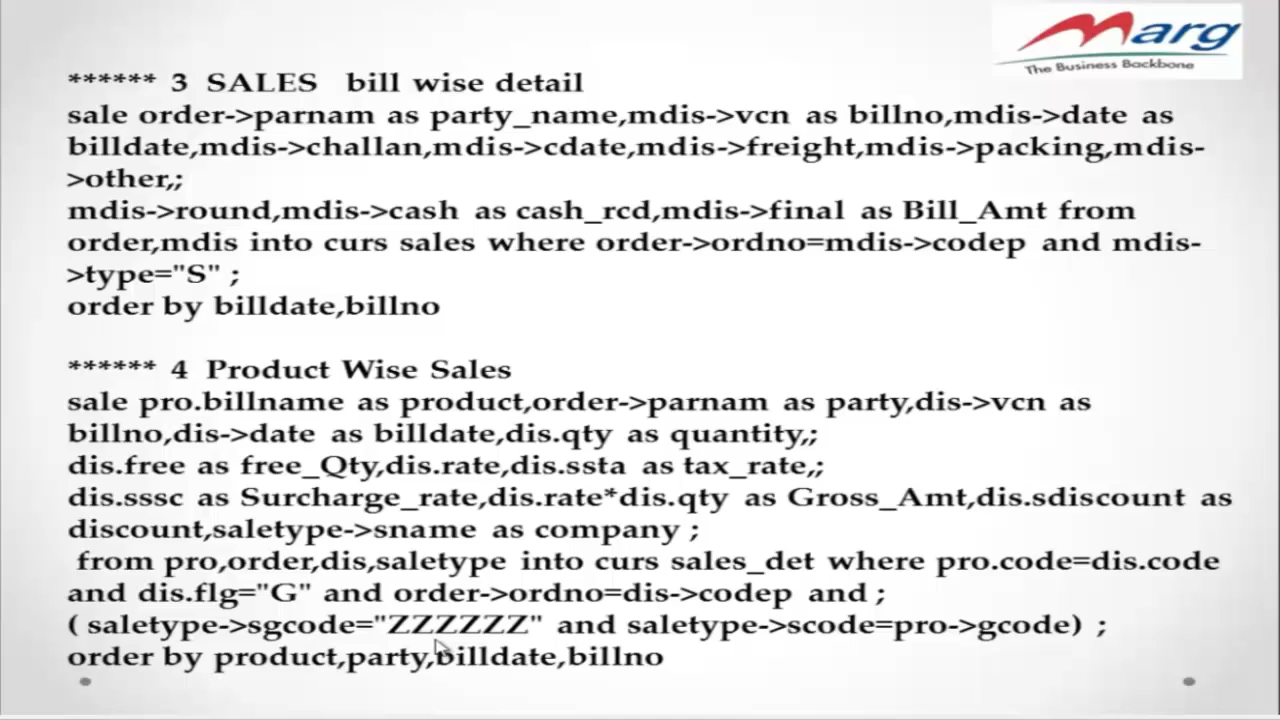 Marg
The Business Backbone
****** 3 SALES bill wise detail
sale order->parnam as party_name,mdis->vcn as billno,mdis->date as
billdate,mdis->challan,mdis->cdate,mdis->freight,mdis->packing,mdis-
>other,;
mdis->round,mdis->cash as cash_rcd,mdis->final as Bill_Amt from
order,mdis into curs sales where order->ordno=mdis->codep and mdis-
>type="S" ;
order by billdate,billno
****** 4 Product Wise Sales
sale pro.billname as product,order->parnam as party,dis->vcn as
billno,dis->date as billdate,dis.qty as quantity,;
dis.free as free_Qty,dis.rate,dis.ssta as tax_rate,;
dis.sssc as Surcharge_rate,dis.rate*dis.qty as Gross_Amt,dis.sdiscount as
discount,saletype->sname as company ;
from pro,order,dis,saletype into curs sales_det where pro.code=dis.code
and dis.flg="G" and order->ordno=dis->codep and ;
( saletype->sgcode="ZZZZZZ" and saletype->scode=pro->gcode) ;
order by product,party,billdate,billno